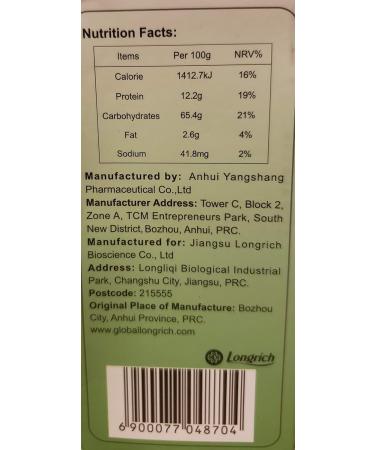 Nutrition Facts:
Items Per 100g NRV%
Calorie 1412.7kJ 16%
Protein 12.2g 19%
Carbohydrates 65.4g 21%
Fat 2.6g 4%
Sodium 41.8mg 2%
Manufactured by: Anhui Yangshang
Pharmaceutical Co.,Ltd
Manufacturer Address: Tower C, Block 2,
Zone A, TCM Entrepreneurs Park, South
New District, Bozhou, Anhui, PRC.
Manufactured for: Jiangsu Longrich
Bioscience Co., Ltd
Address: Longliqi Biological Industrial
Park, Changshu City, Jiangsu, PRC.
Postcode: 215555
Original Place of Manufacture: Bozhou
City, Anhui Province, PRC.
www.globallongrich.com
Longrich
6 900077 048704